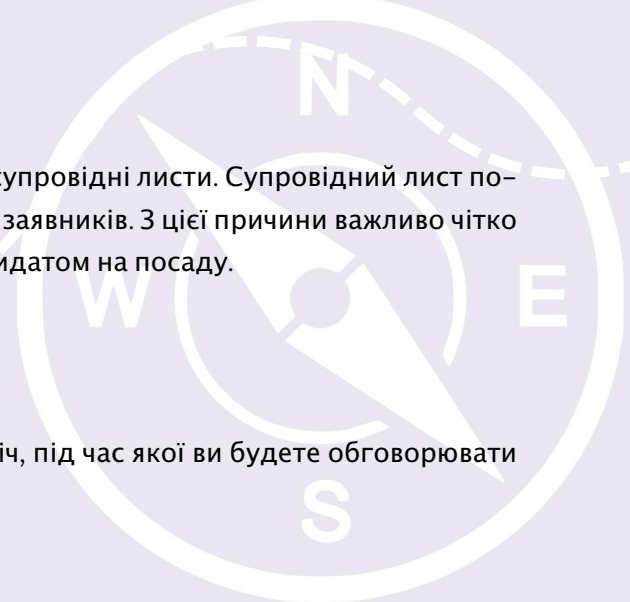 N
супровідні листи. Супровідний лист по-
заявників. З цієї причини важливо чітко
видатом на посаду.
W
E
іч, під час якої ви будете обговорювати
S